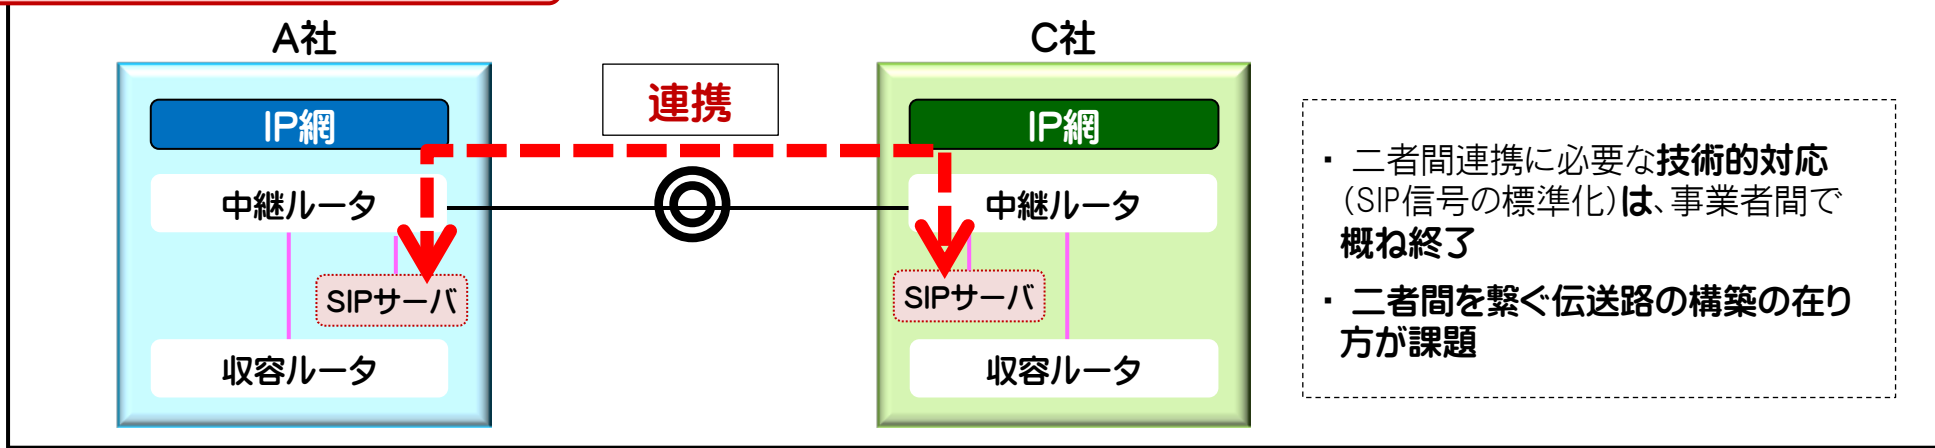 A社
IP網
中継ルータ
SIPサーバ
収容ルータ
連携
C社
IP網
中継ルータ
SIPサーバ
収容ルータ
・ 二者間連携に必要な技術的対応
(SIP信号の標準化)は、事業者間で
概ね終了
・ 二者間を繋ぐ伝送路の構築の在り
方が課題